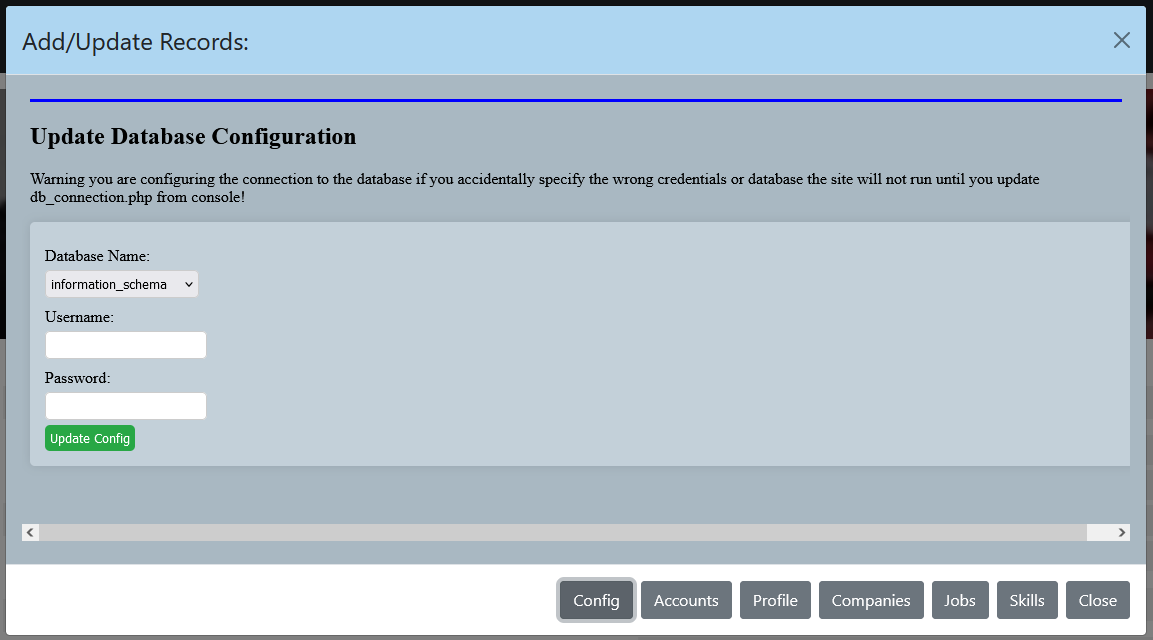 Add/Update Records:
Update Database Configuration
Warning you are configuring the connection to the database if you accidentally specify the wrong credentials or database the site will not run until you update
db_connection.php from console!
Database Name:
information_schema
Username:
Password:
Update Config
Config Accounts Profile Companies Jobs Skills Close